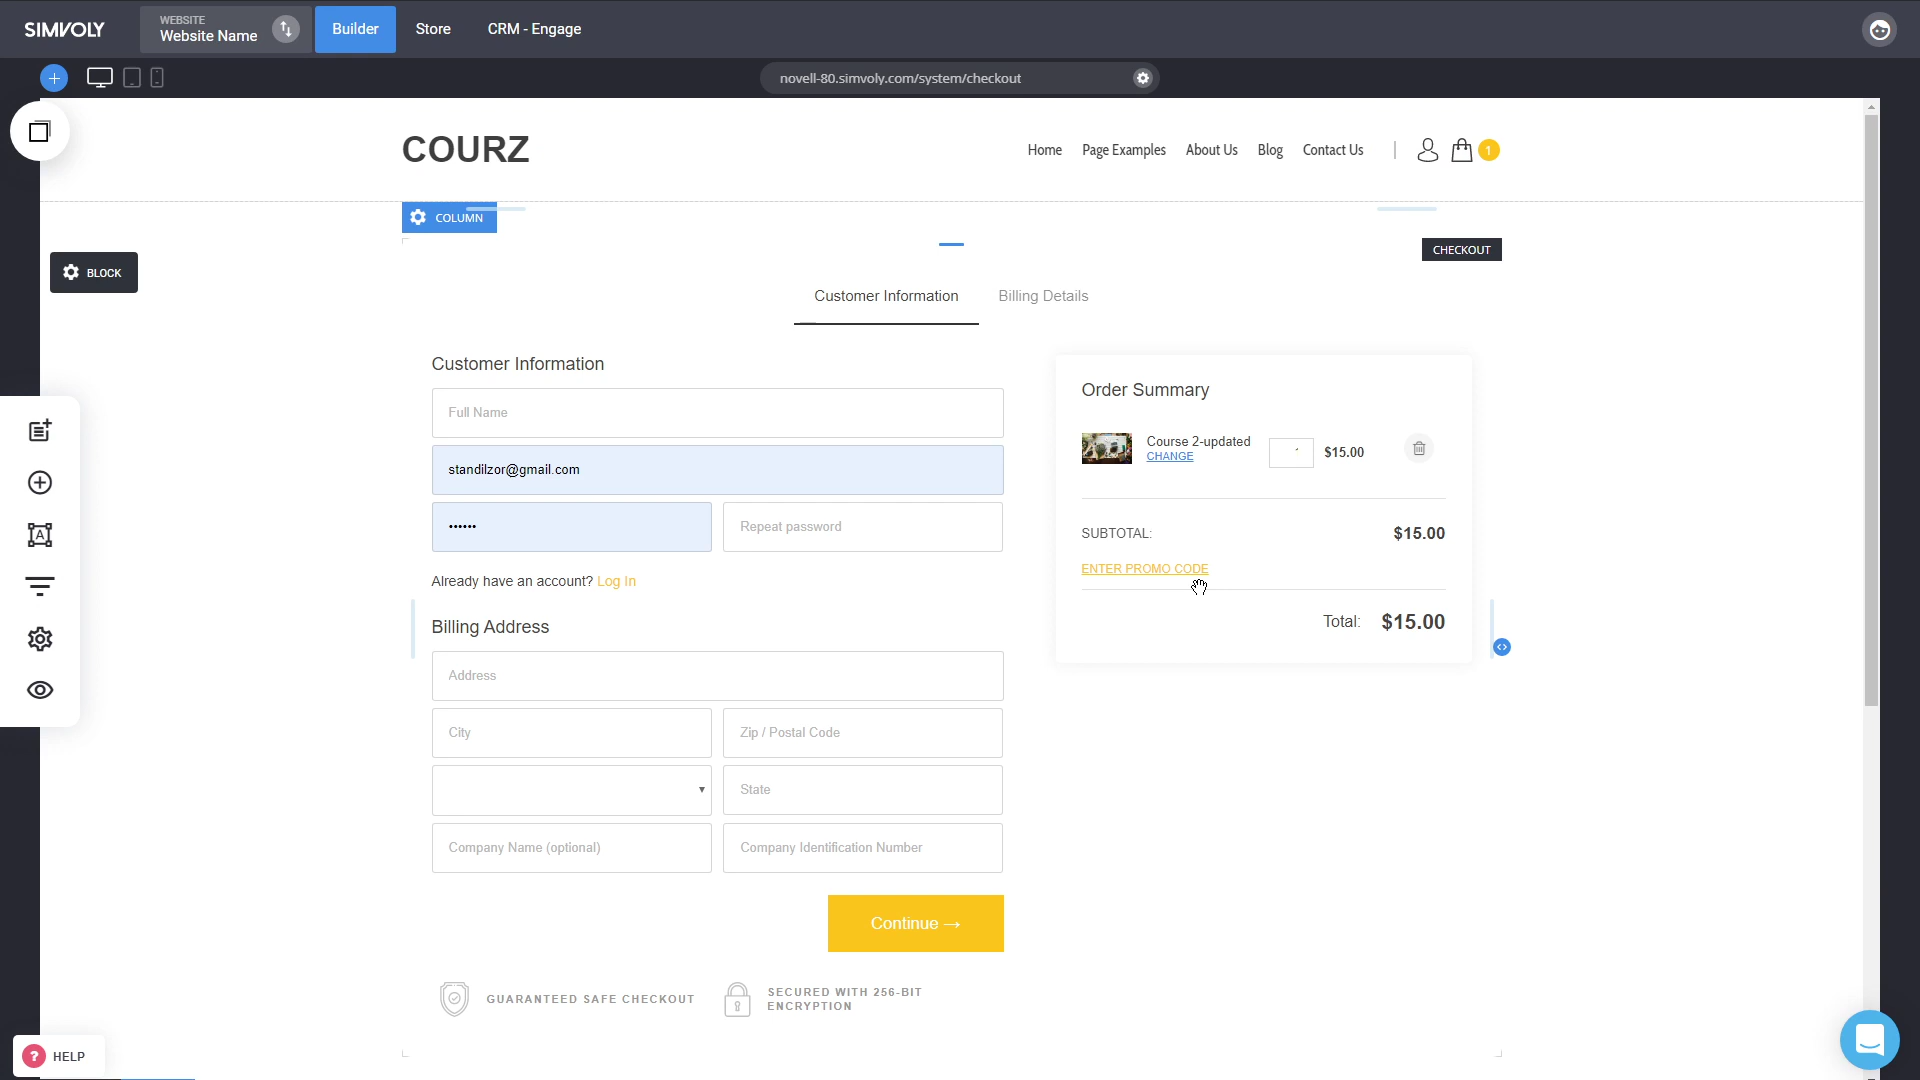 SIMVOLY
WEBSITE
Website Name
Builder
Store
CRM - Engage
novell-80.simvoly.com/system/checkout
COURZ
Home
Page Examples
About Us
Blog
Contact Us
1
COLUMN
CHECKOUT
BLOCK
Customer Information
Billing Details
Customer Information
Full Name
standilzor@gmail.com
••••••
Repeat password
Already have an account? Log In
Billing Address
Address
City
Zip / Postal Code
State
Company Name (optional)
Company Identification Number
Continue →
GUARANTEED SAFE CHECKOUT
SECURED WITH 256-BIT
ENCRYPTION
Order Summary
Course 2-updated
CHANGE
$15.00
SUBTOTAL:
$15.00
ENTER PROMO CODE
Total:
$15.00
? HELP